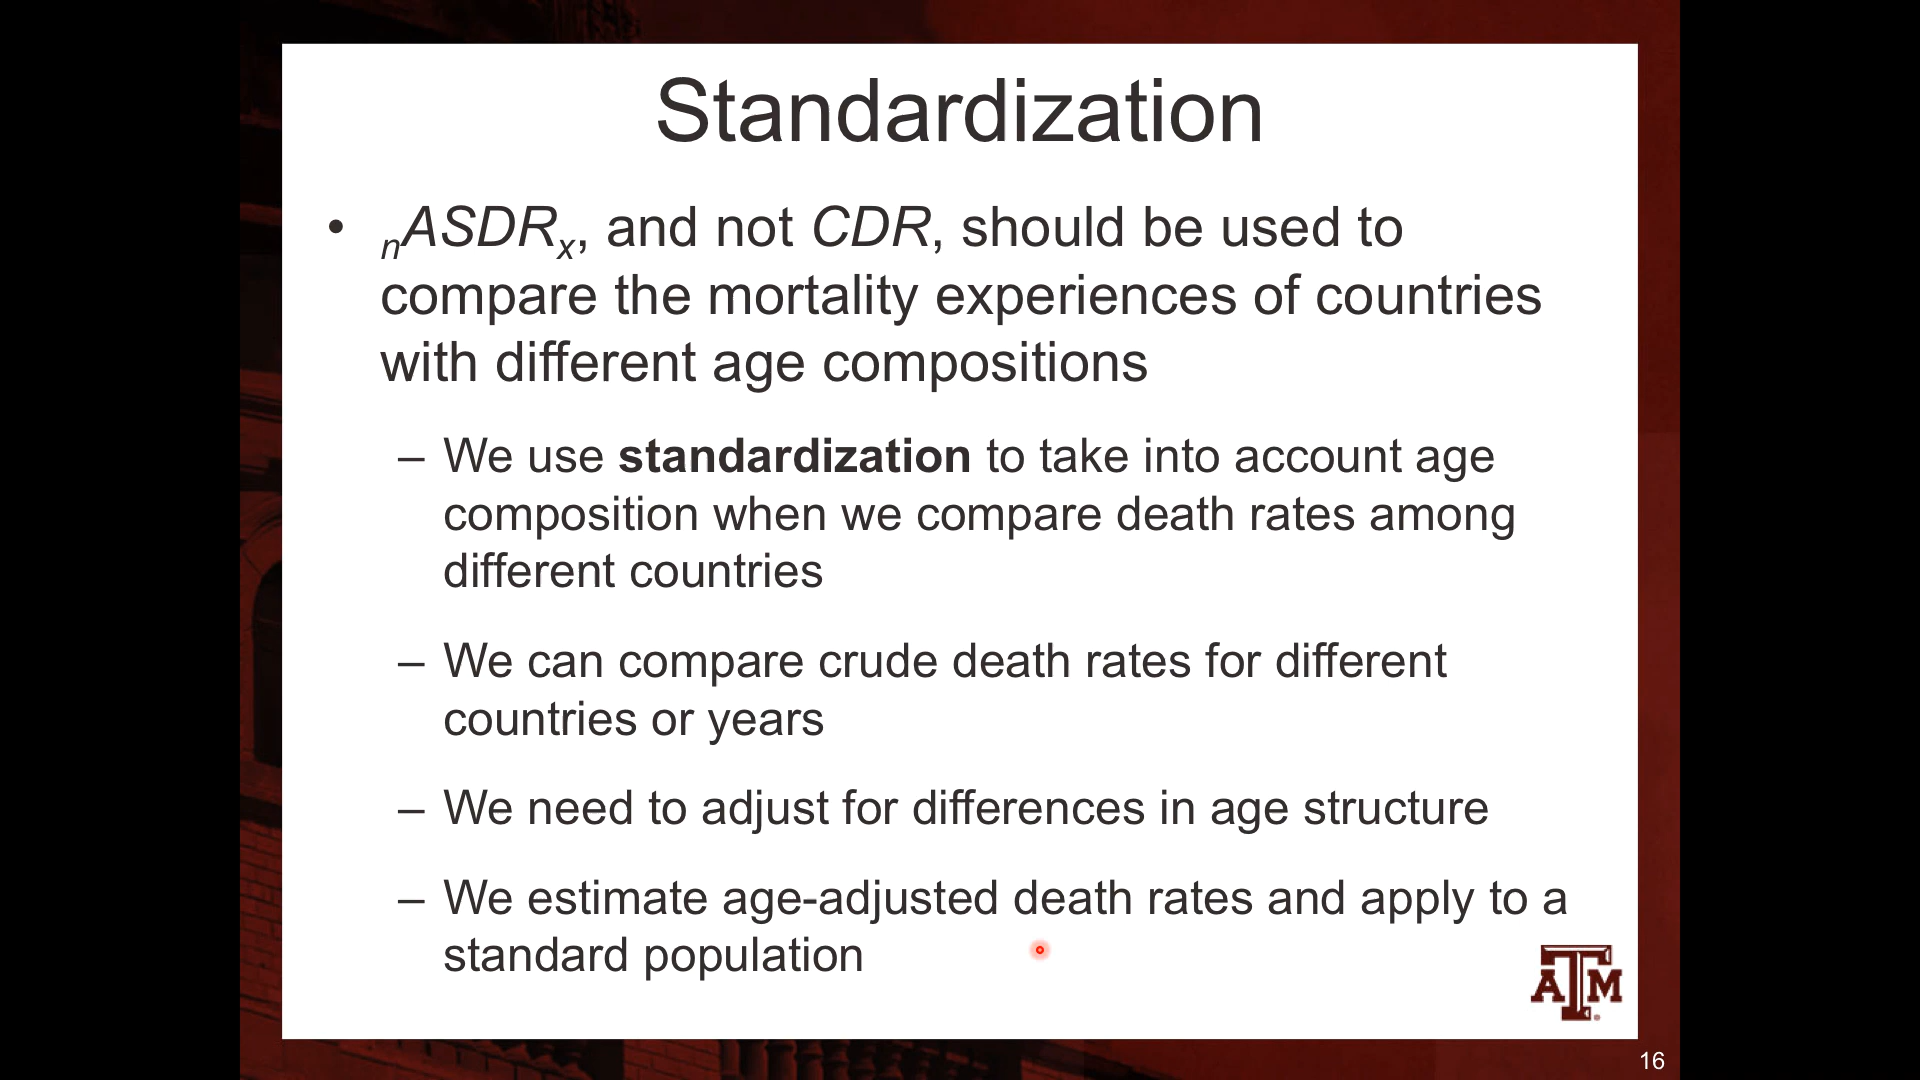 Standardization
• nASDRx, and not CDR, should be used to
compare the mortality experiences of countries
with different age compositions
– We use standardization to take into account age
composition when we compare death rates among
different countries
– We can compare crude death rates for different
countries or years
– We need to adjust for differences in age structure
– We estimate age-adjusted death rates and apply to a
standard population
ATM
16